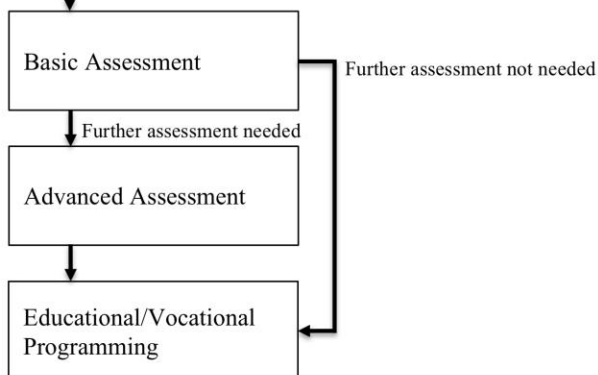 Basic Assessment
Further assessment not needed
Further assessment needed
Advanced Assessment
Educational/Vocational
Programming